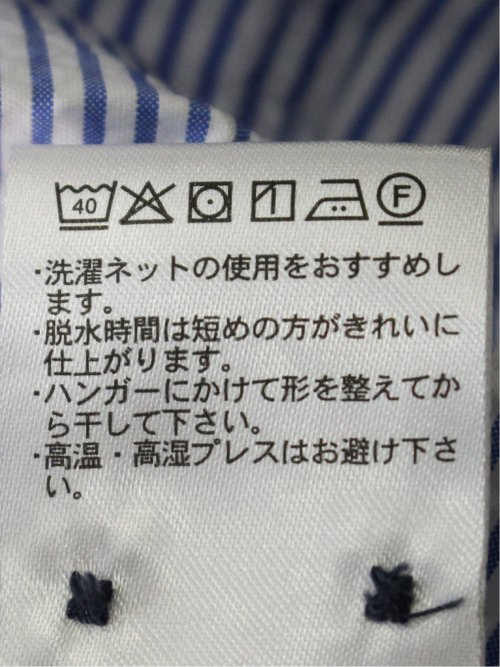 40 F
・洗濯ネットの使用をおすすめし
ます。
・脱水時間は短めの方がきれいに
仕上がります。
・ハンガーにかけて形を整えてか
ら干して下さい。
・高温・高湿プレスはお避け下さ
い。